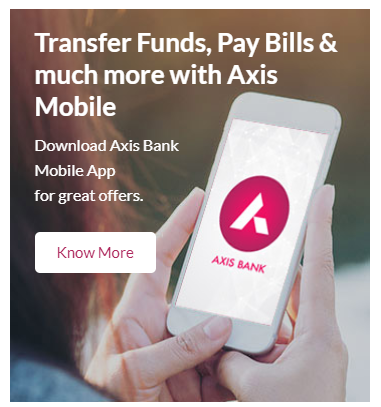 Transfer Funds, Pay Bills &
much more with Axis
Mobile
Download Axis Bank
Mobile App
for great offers.
Know More
AXIS BANK